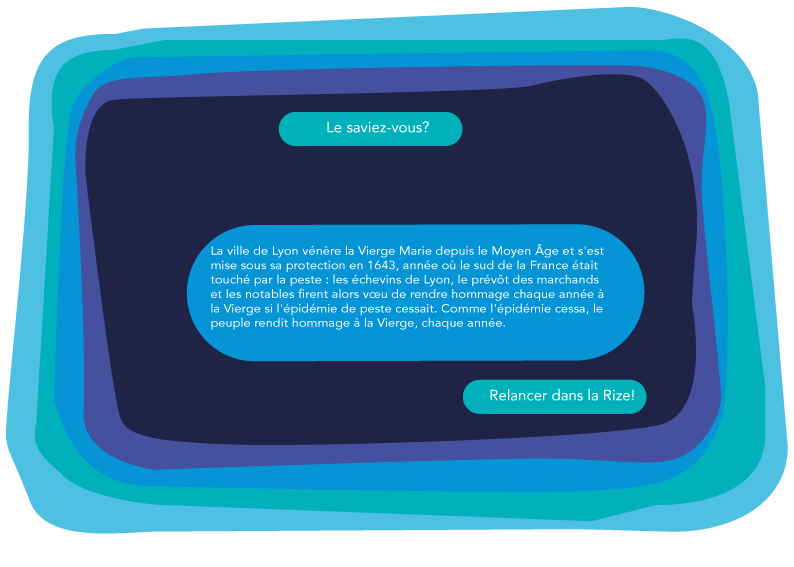 Le saviez-vous?
La ville de Lyon vénère la Vierge Marie depuis le Moyen Âge et s'est
mise sous sa protection en 1643, année où le sud de la France était
touché par la peste : les échevins de Lyon, le prévôt des marchands
et les notables firent alors vœu de rendre hommage chaque année à
la Vierge si l'épidémie de peste cessait. Comme l'épidémie cessa, le
peuple rendit hommage à la Vierge, chaque année.
Relancer dans la Rize!